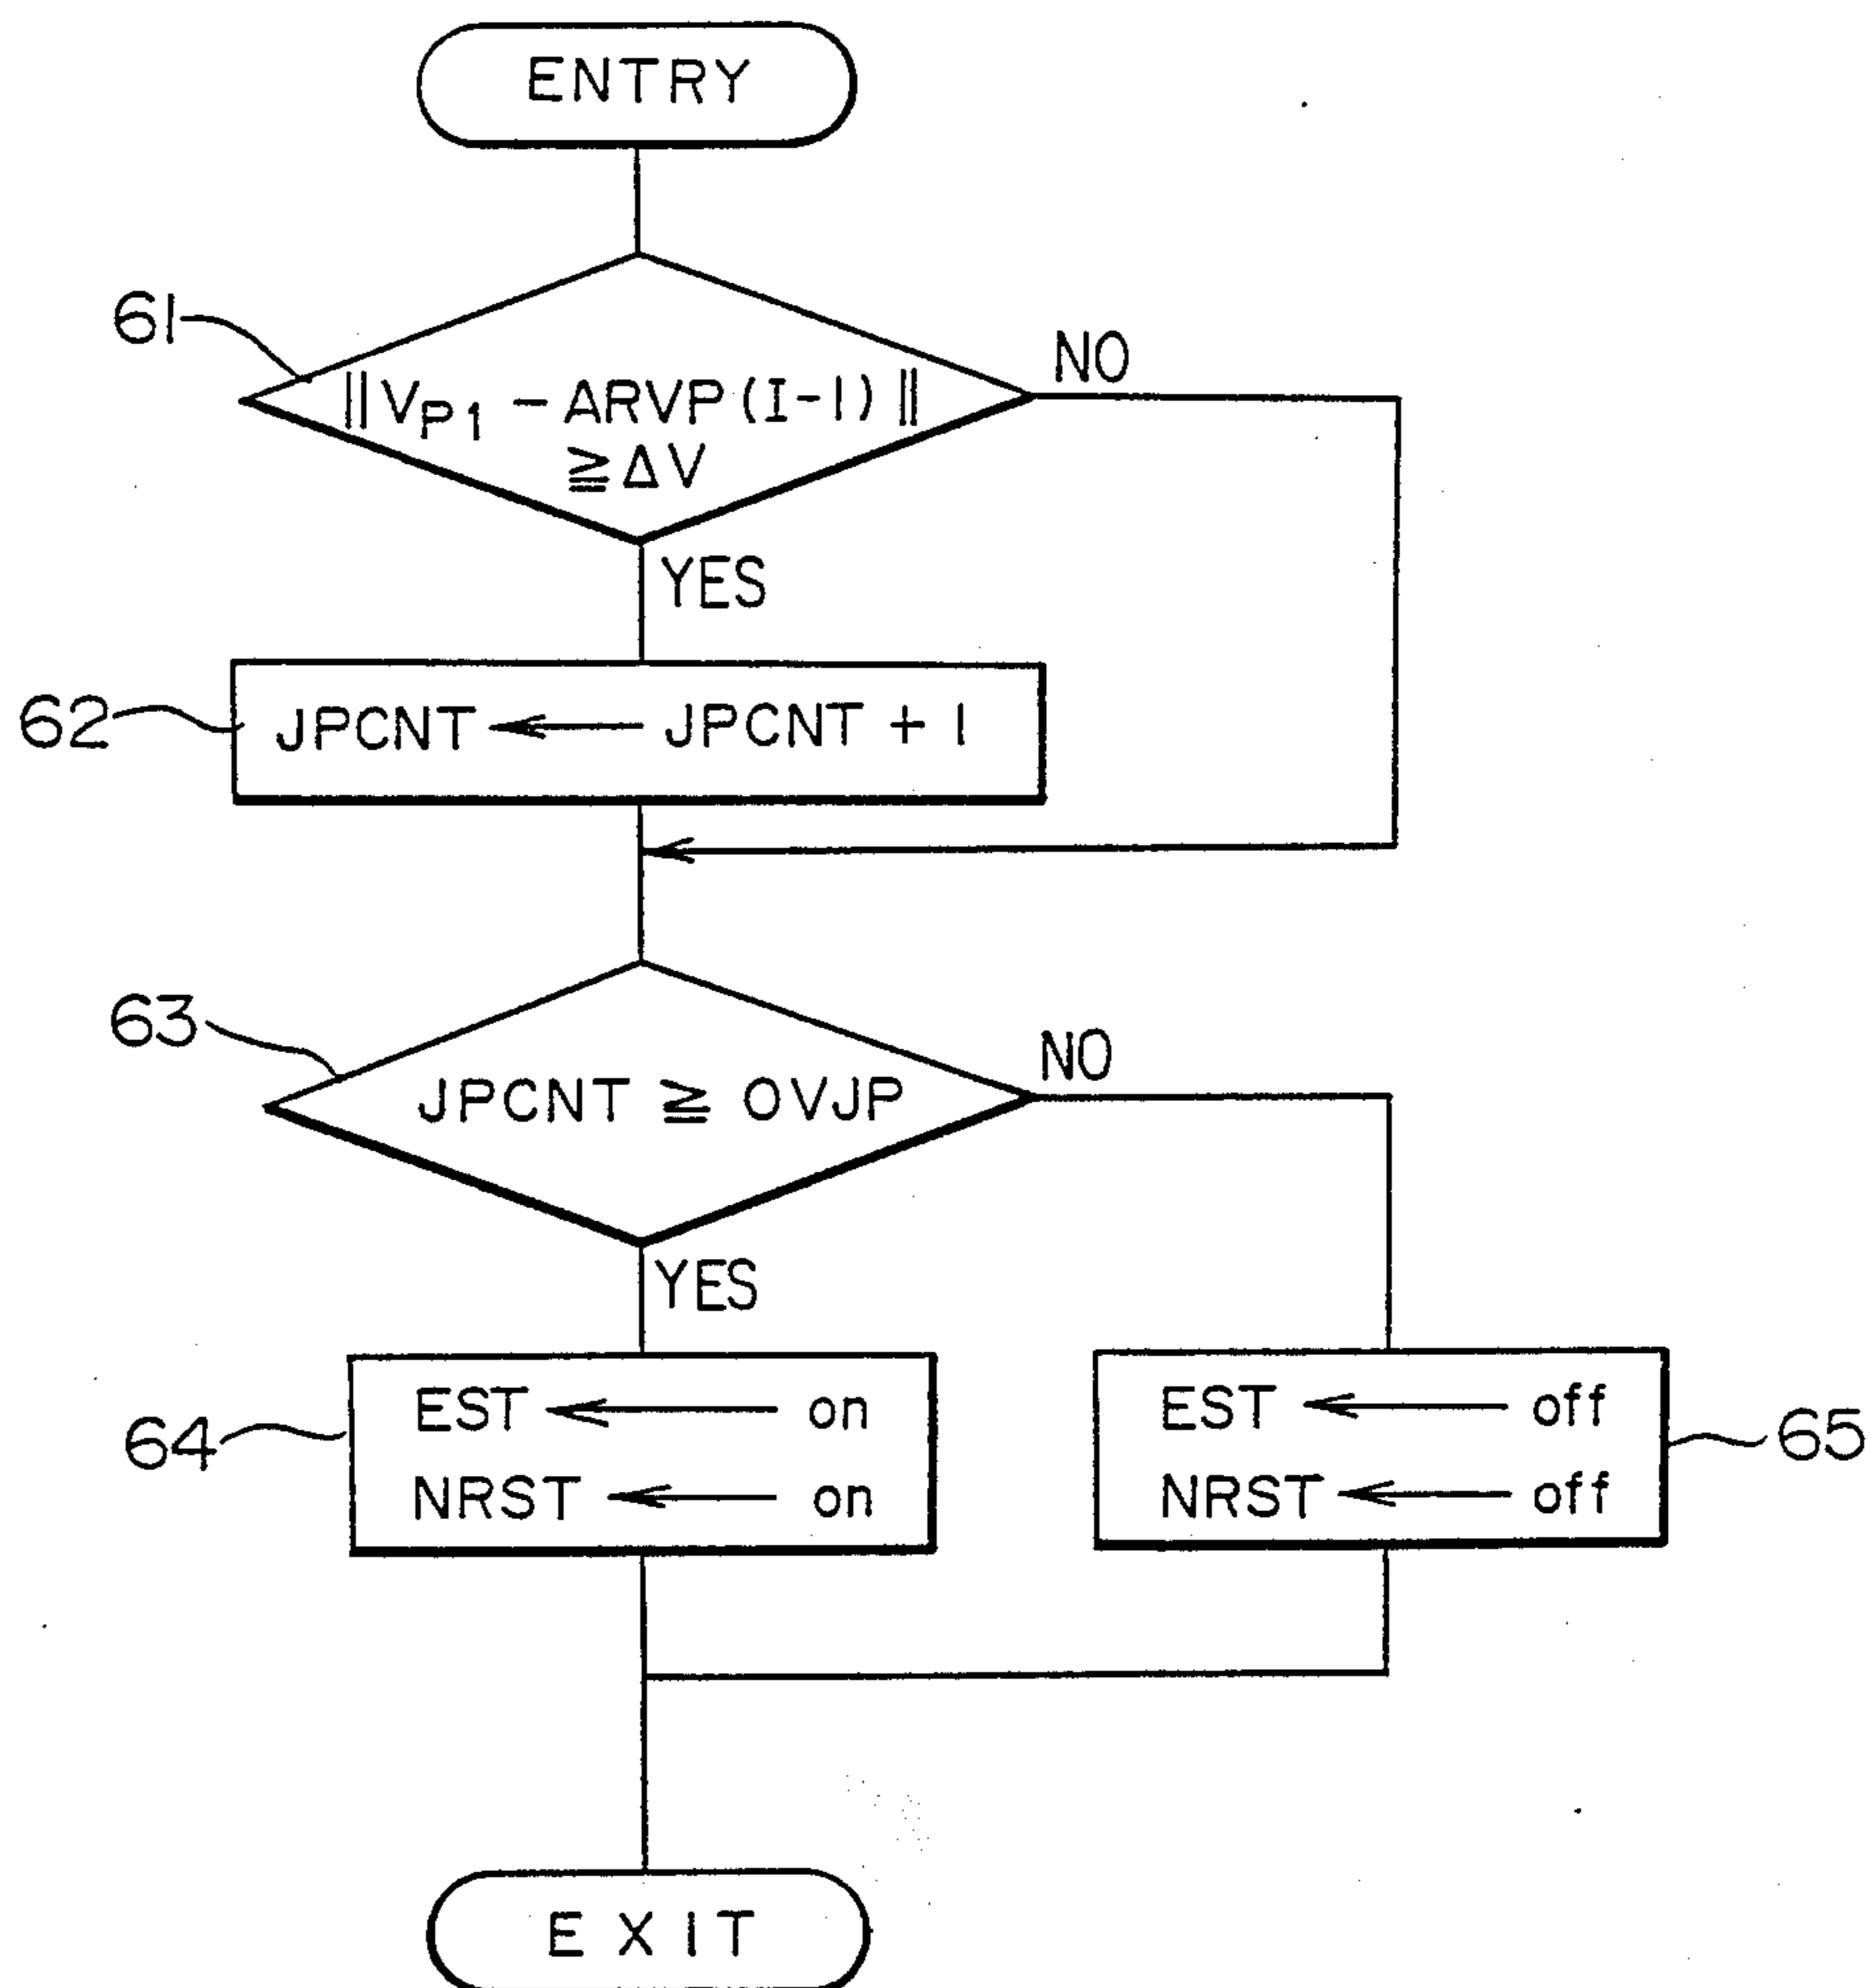 ENTRY
61
NO
‖V_P1 − ARVP(I−1)‖
≧ΔV
YES
62
JPCNT ← JPCNT + 1
63
NO
JPCNT ≧ OVJP
YES
64
EST ← on
NRST ← on
EST ← off
NRST ← off
65
EXIT